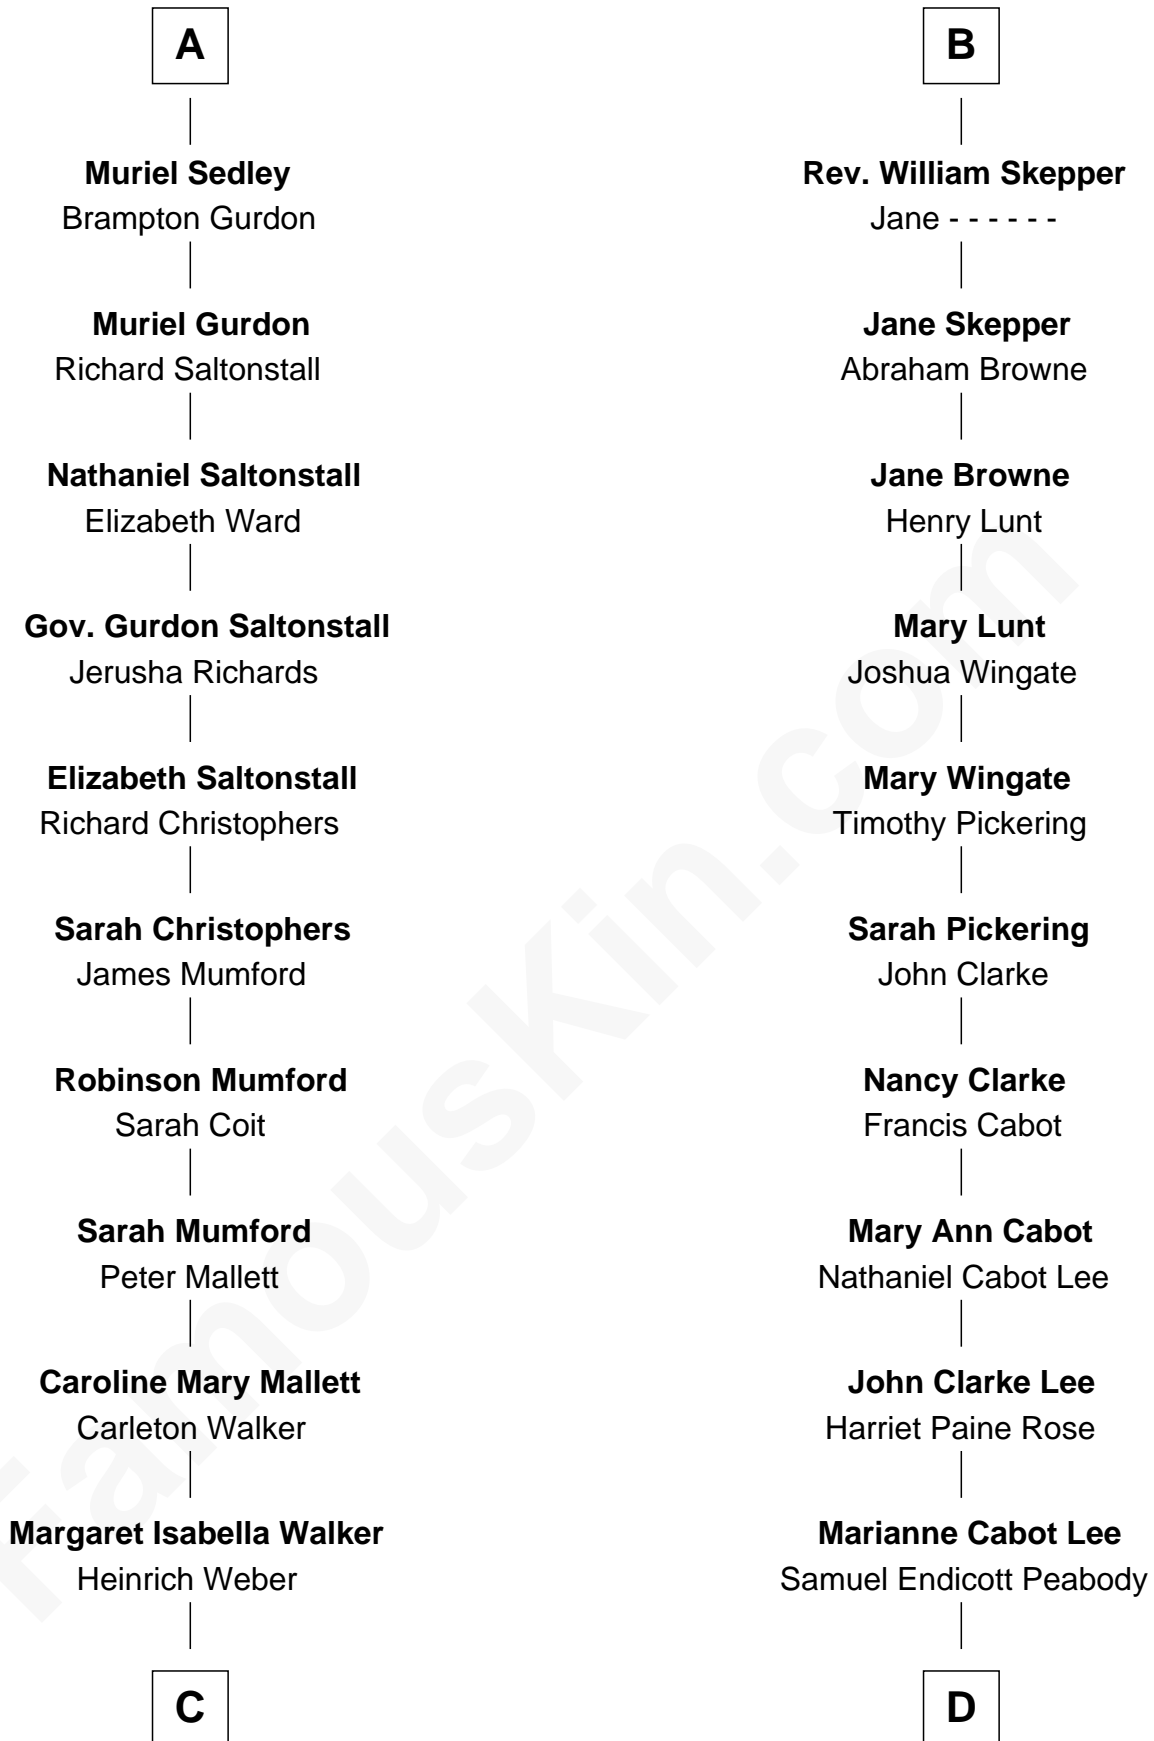 A
Muriel Sedley
Brampton Gurdon
Muriel Gurdon
Richard Saltonstall
Nathaniel Saltonstall
Elizabeth Ward
Gov. Gurdon Saltonstall
Jerusha Richards
Elizabeth Saltonstall
Richard Christophers
Sarah Christophers
James Mumford
Robinson Mumford
Sarah Coit
Sarah Mumford
Peter Mallett
Caroline Mary Mallett
Carleton Walker
Margaret Isabella Walker
Heinrich Weber
C
B
Rev. William Skepper
Jane - - - - - -
Jane Skepper
Abraham Browne
Jane Browne
Henry Lunt
Mary Lunt
Joshua Wingate
Mary Wingate
Timothy Pickering
Sarah Pickering
John Clarke
Nancy Clarke
Francis Cabot
Mary Ann Cabot
Nathaniel Cabot Lee
John Clarke Lee
Harriet Paine Rose
Marianne Cabot Lee
Samuel Endicott Peabody
D
FamousKin.com